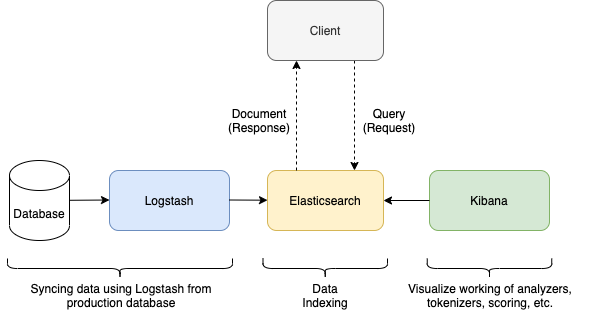 Client
Document
(Response)
Query
(Request)
Database
Logstash
Elasticsearch
Kibana
Syncing data using Logstash from
production database
Data
Indexing
Visualize working of analyzers,
tokenizers, scoring, etc.